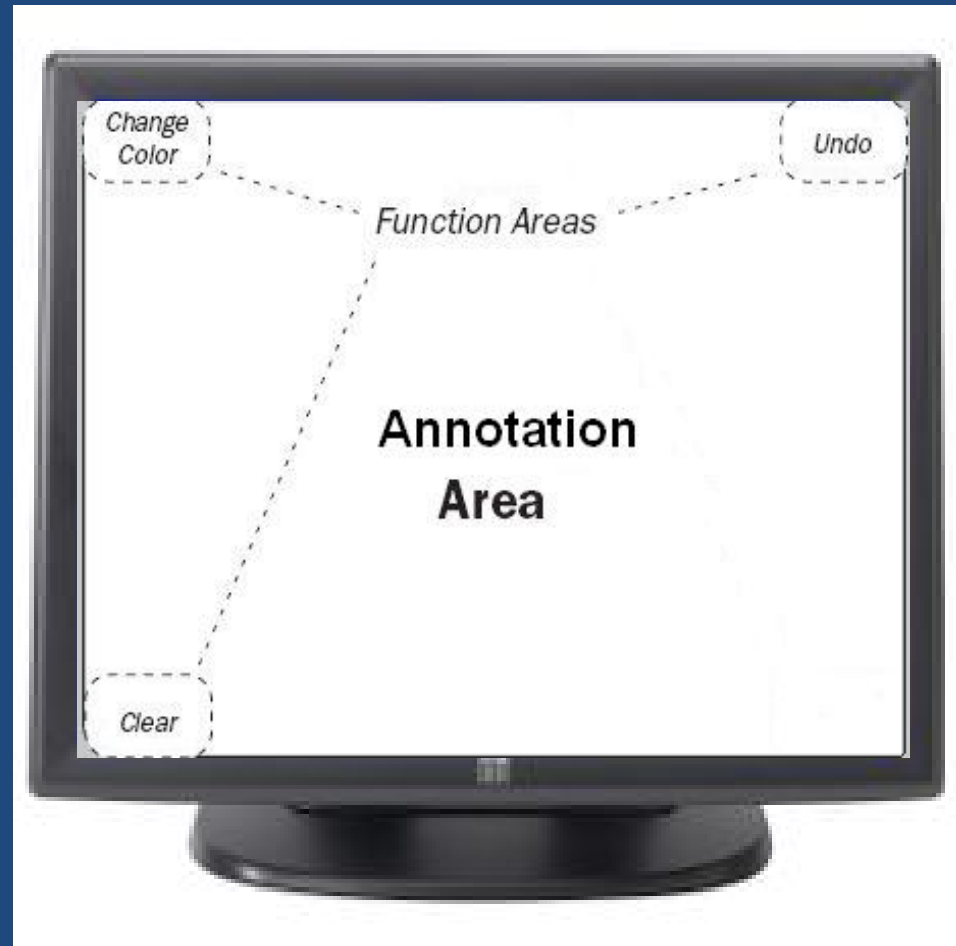 Change
Color
Undo
Function Areas
Annotation
Area
Clear